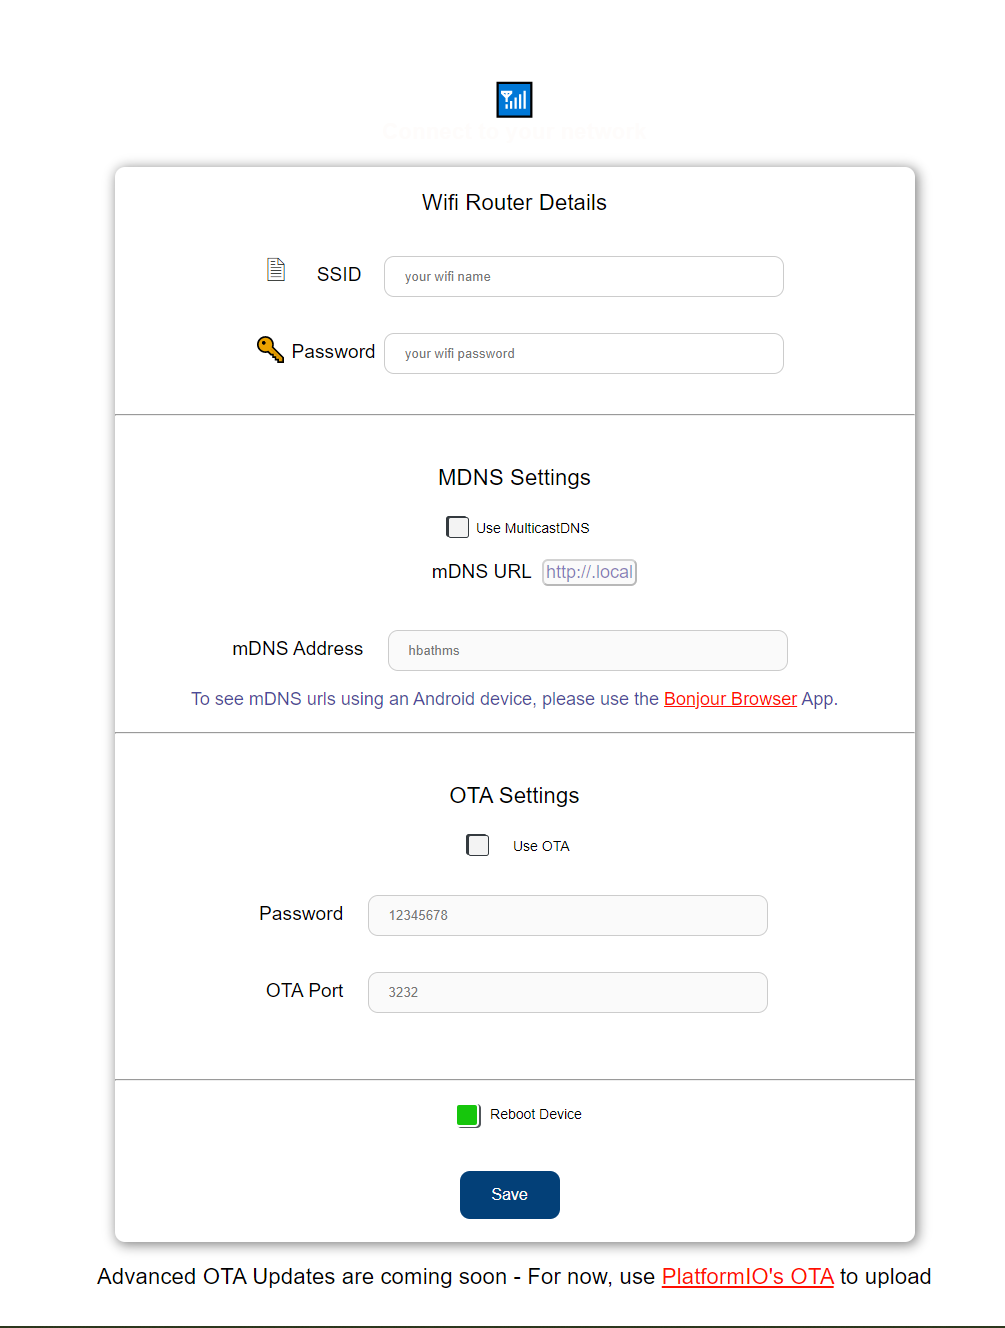 Connect to your network
Wifi Router Details
SSID your wifi name
Password your wifi password
MDNS Settings
Use MulticastDNS
mDNS URL http://.local
mDNS Address hbathms
To see mDNS urls using an Android device, please use the Bonjour Browser App.
OTA Settings
Use OTA
Password 12345678
OTA Port 3232
Reboot Device
Save
Advanced OTA Updates are coming soon - For now, use PlatformIO's OTA to upload